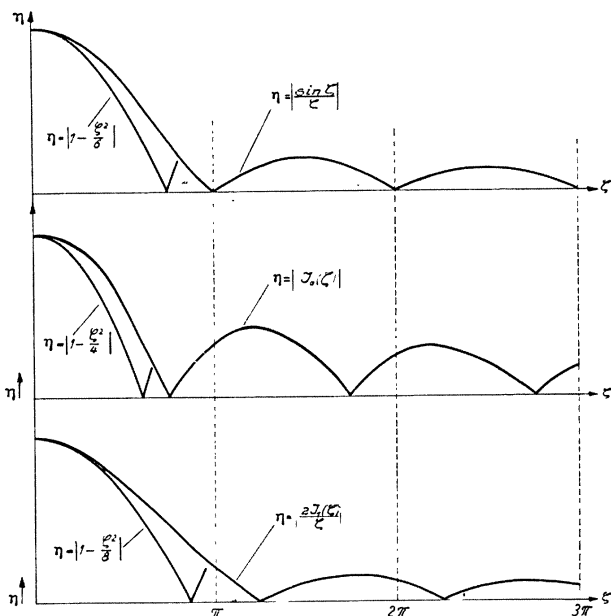 η
η = |sin ζ / ζ|
η = |1 - ζ²/6|
ζ
η = |J₀(ζ)|
η = |1 - ζ²/4|
η
ζ
η = |2J₁(ζ) / ζ|
η = |1 - ζ²/8|
η
ζ
π
2π
3π